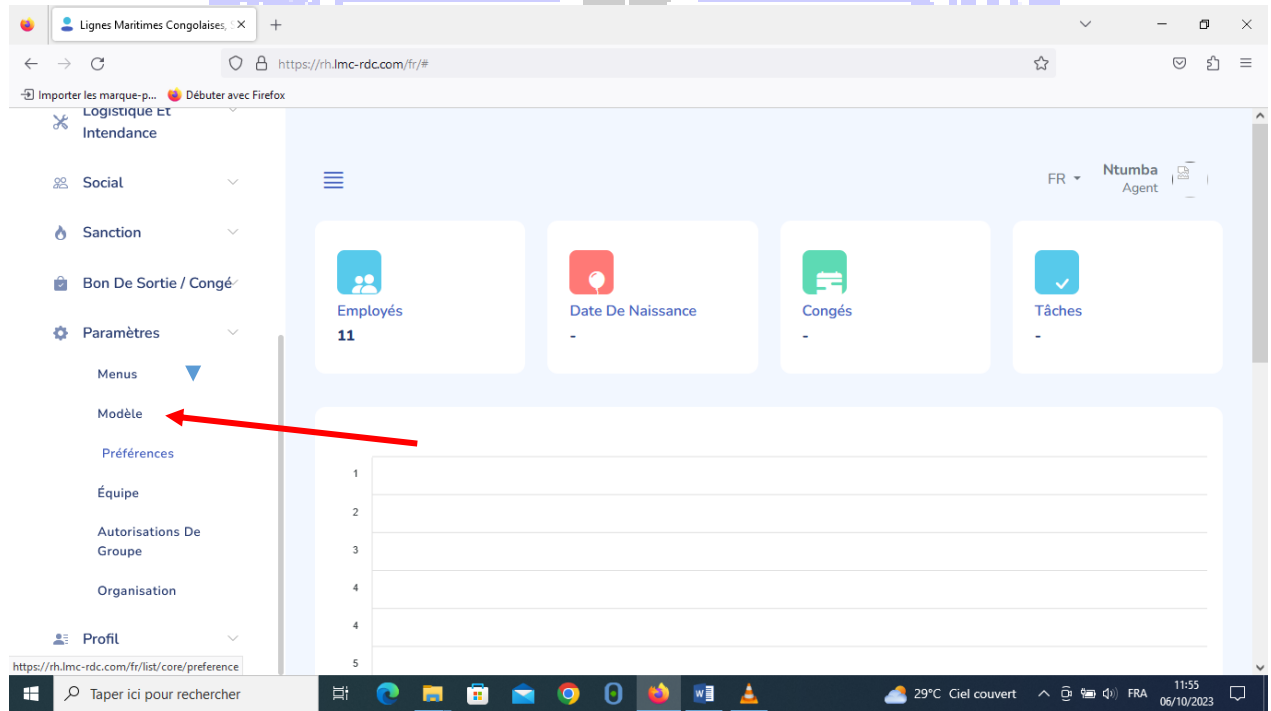 Lignes Maritimes Congolaises, S
https://rh.lmc-rdc.com/fr/#
Importer les marque-p... Débuter avec Firefox
Logistique Et
Intendance
Social
Sanction
Bon De Sortie / Congé
Paramètres
Menus
Modèle
Préférences
Équipe
Autorisations De
Groupe
Organisation
Profil
https://rh.lmc-rdc.com/fr/list/core/preference
FR
Ntumba
Agent
Employés
11
Date De Naissance
-
Congés
-
Tâches
-
1
2
3
4
4
5
Taper ici pour rechercher
29°C Ciel couvert
FRA
11:55
06/10/2023